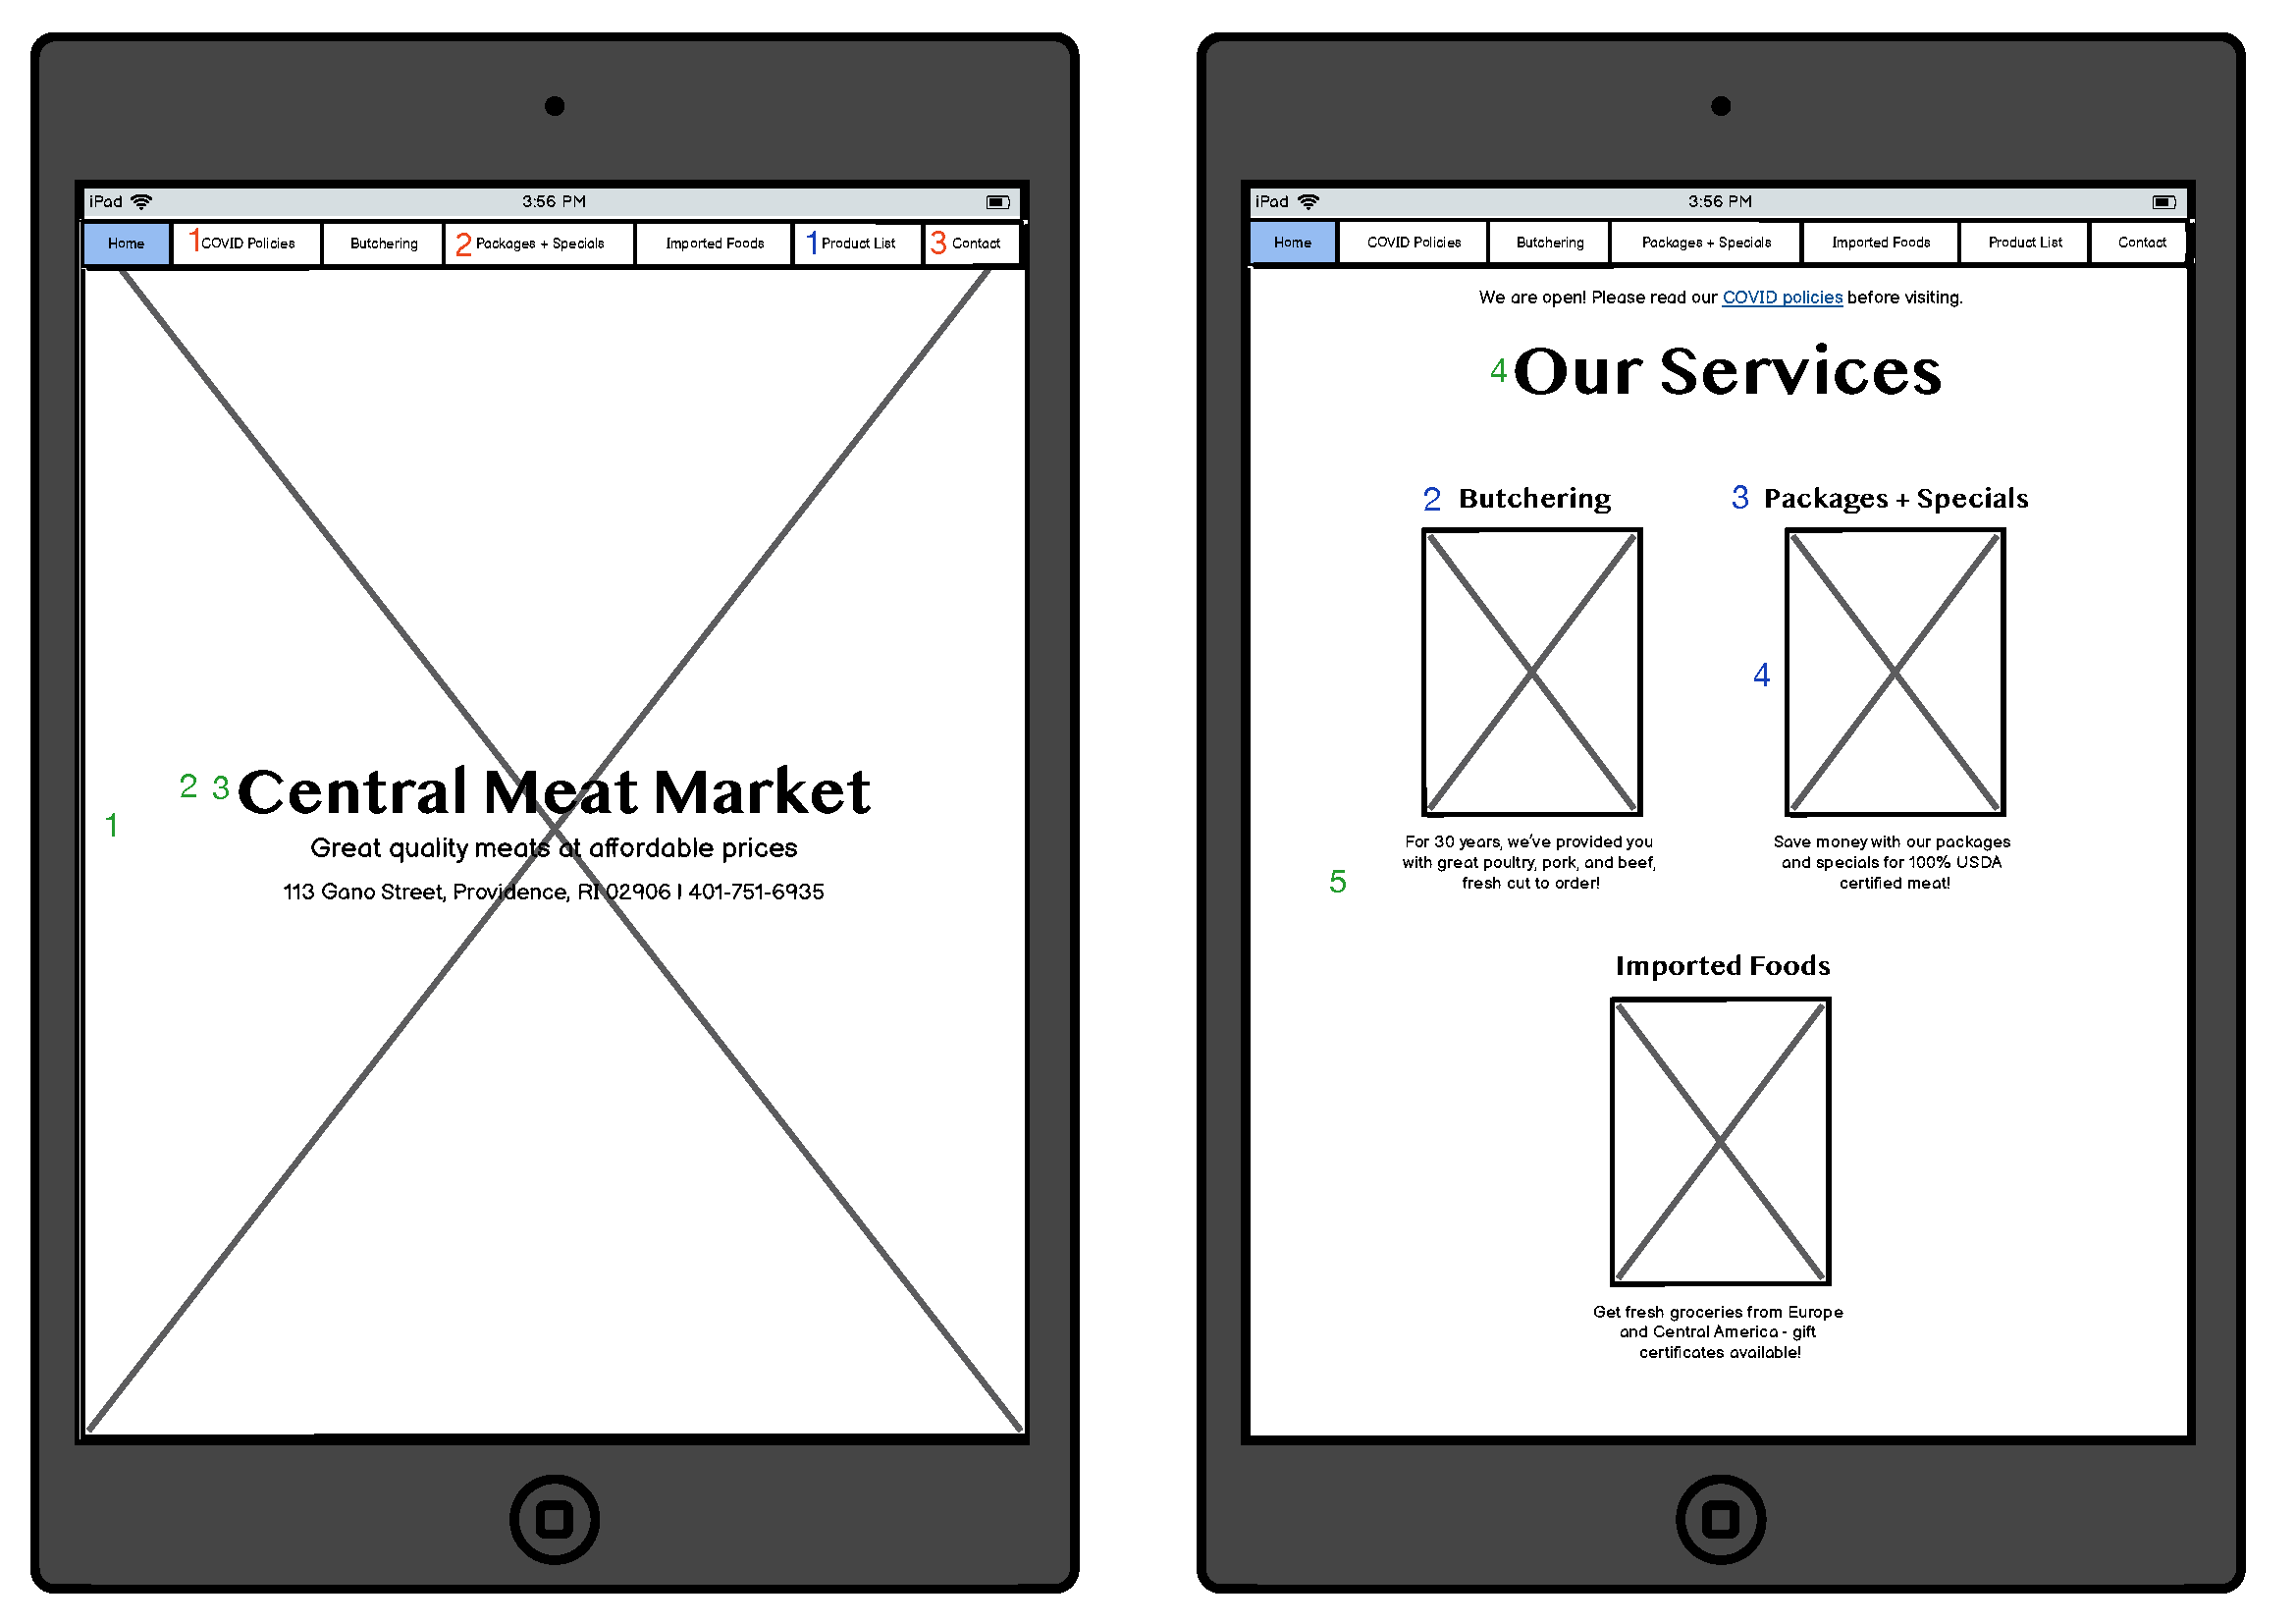 iPad 3:56 PM
Home 1 COVID Policies Butchering 2 Packages + Specials Imported Foods 1 Product List 3 Contact
2 3 Central Meat Market
1
Great quality meats at affordable prices
113 Gano Street, Providence, RI 02906 | 401-751-6935
iPad 3:56 PM
Home COVID Policies Butchering Packages + Specials Imported Foods Product List Contact
We are open! Please read our COVID policies before visiting.
4 Our Services
2 Butchering
3 Packages + Specials
4
For 30 years, we've provided you
with great poultry, pork, and beef,
fresh cut to order!
5
Save money with our packages
and specials for 100% USDA
certified meat!
Imported Foods
Get fresh groceries from Europe
and Central America - gift
certificates available!